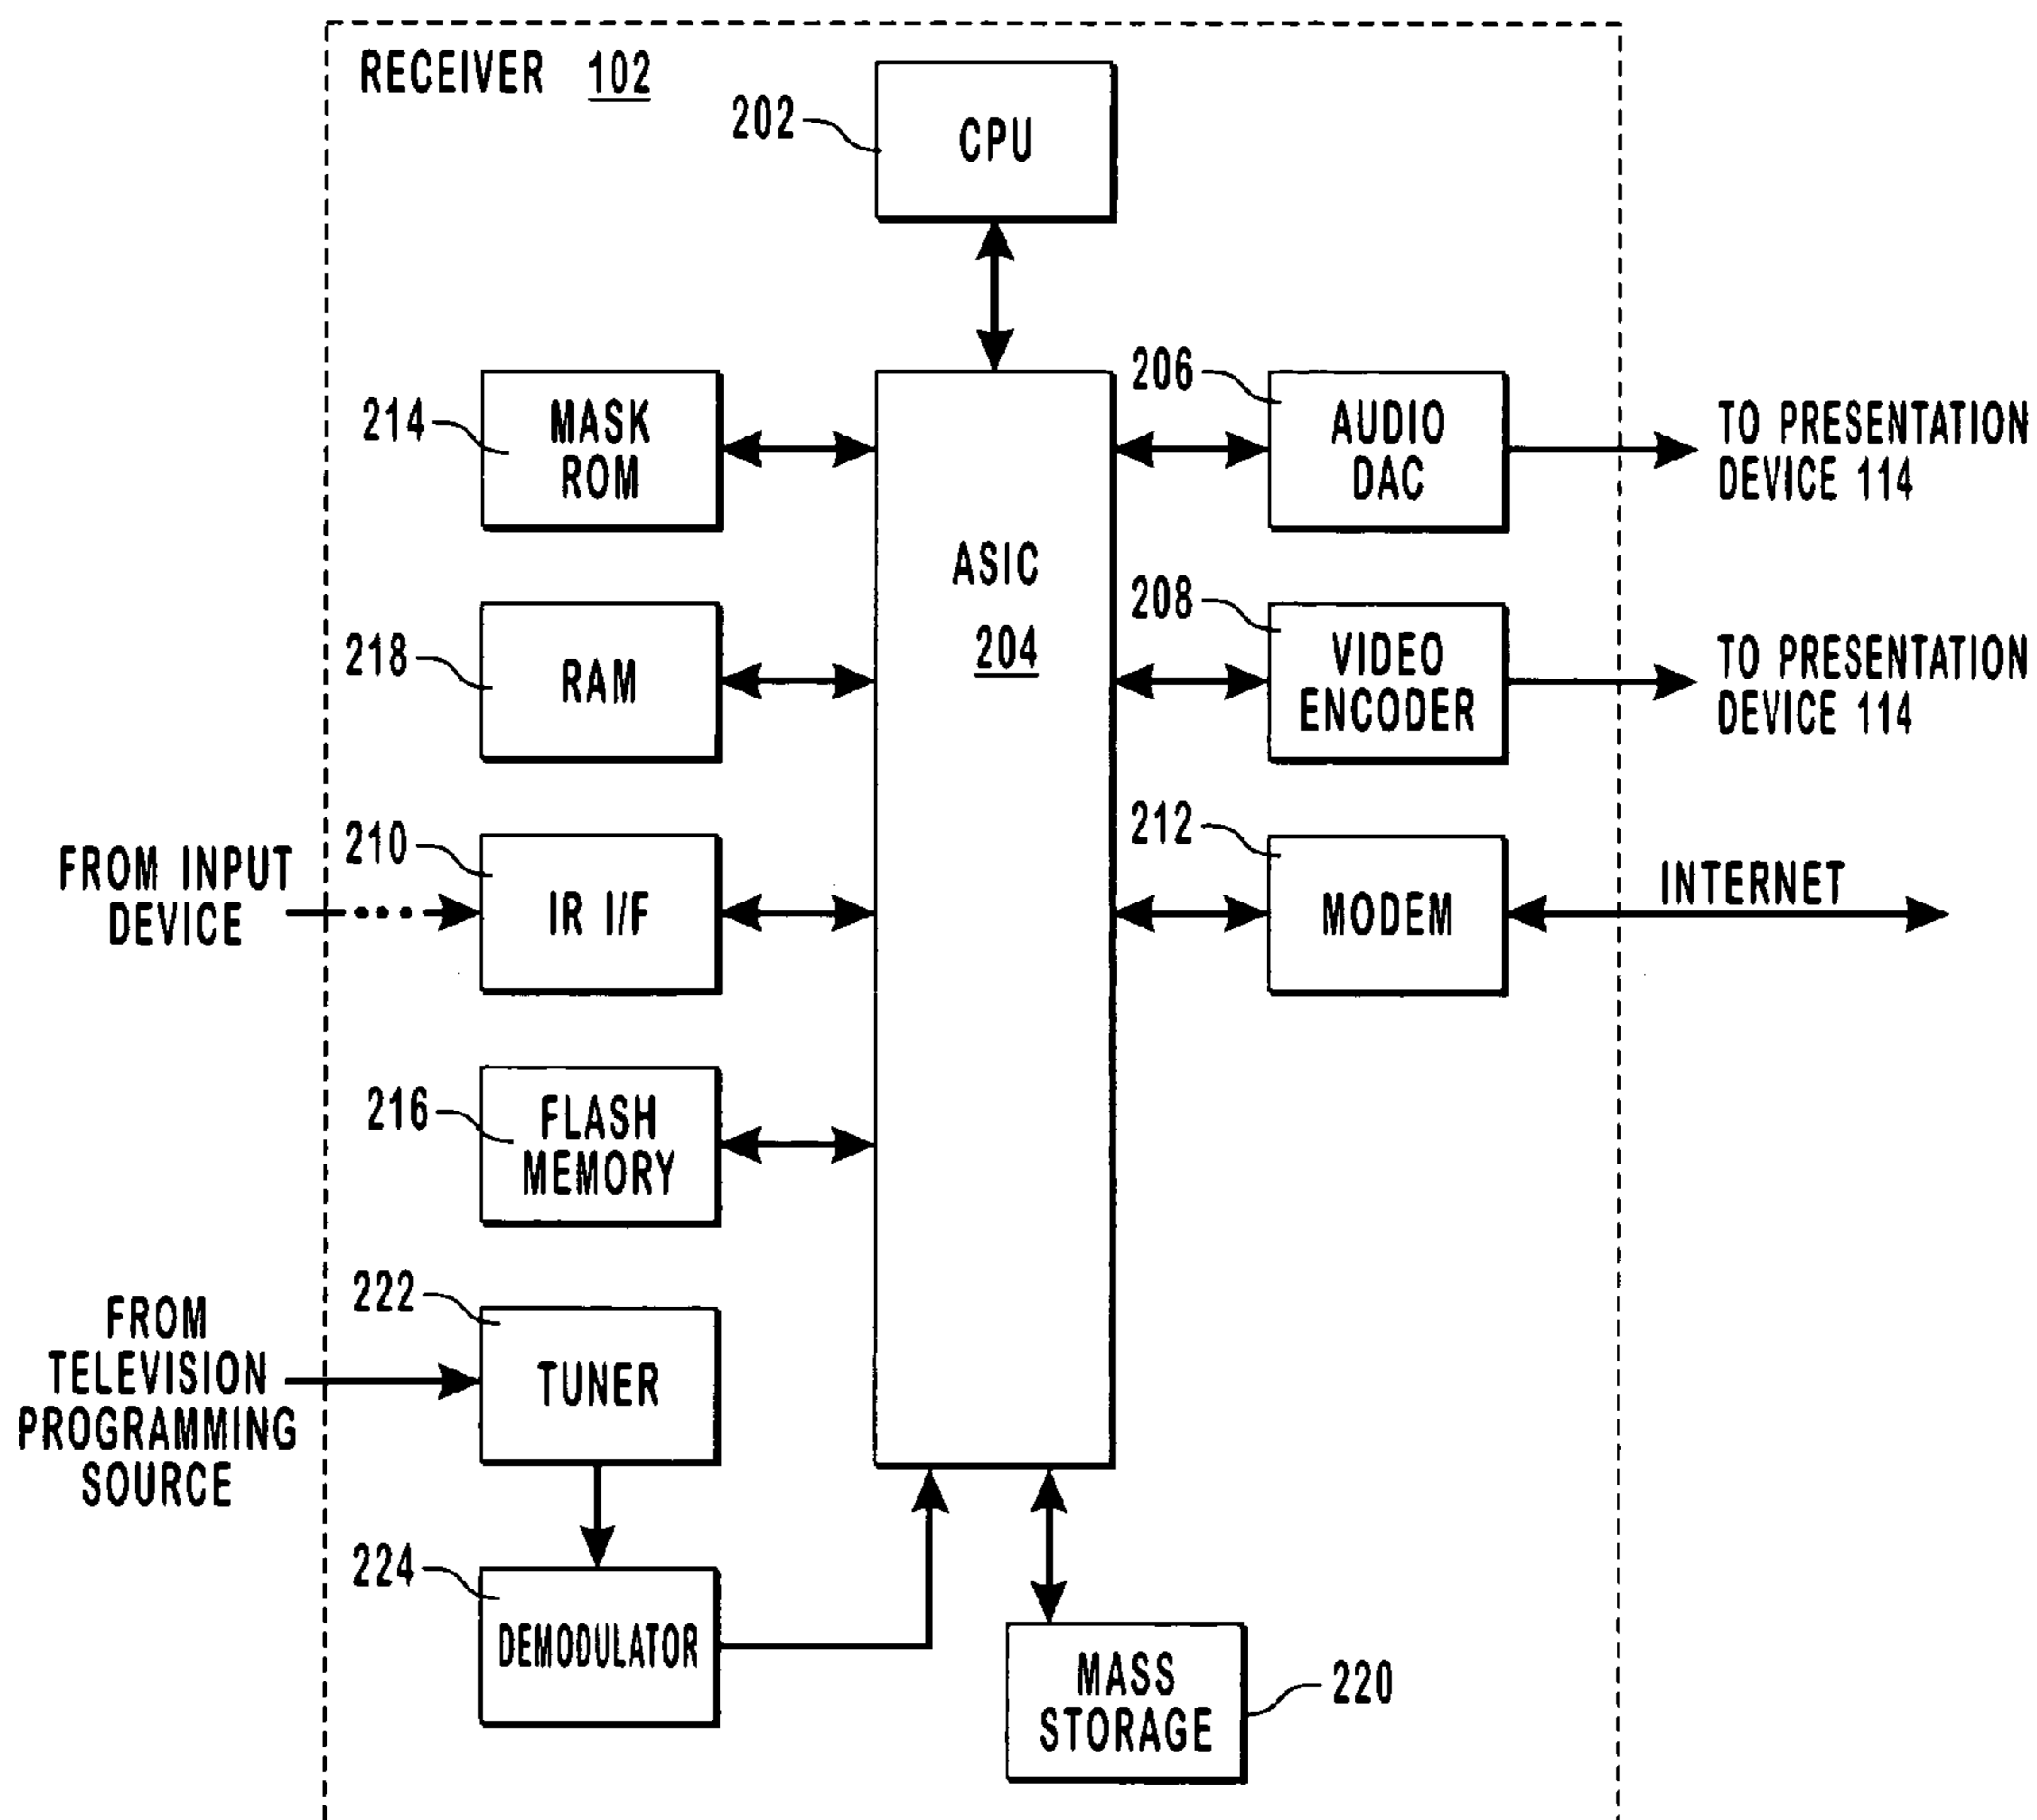 RECEIVER 102
202
CPU
214
MASK
ROM
206
AUDIO
DAC
TO PRESENTATION
DEVICE 114
ASIC
204
218
RAM
208
VIDEO
ENCODER
TO PRESENTATION
DEVICE 114
FROM INPUT
DEVICE
210
IR I/F
212
MODEM
INTERNET
216
FLASH
MEMORY
FROM
TELEVISION
PROGRAMMING
SOURCE
222
TUNER
224
DEMODULATOR
MASS
STORAGE
220